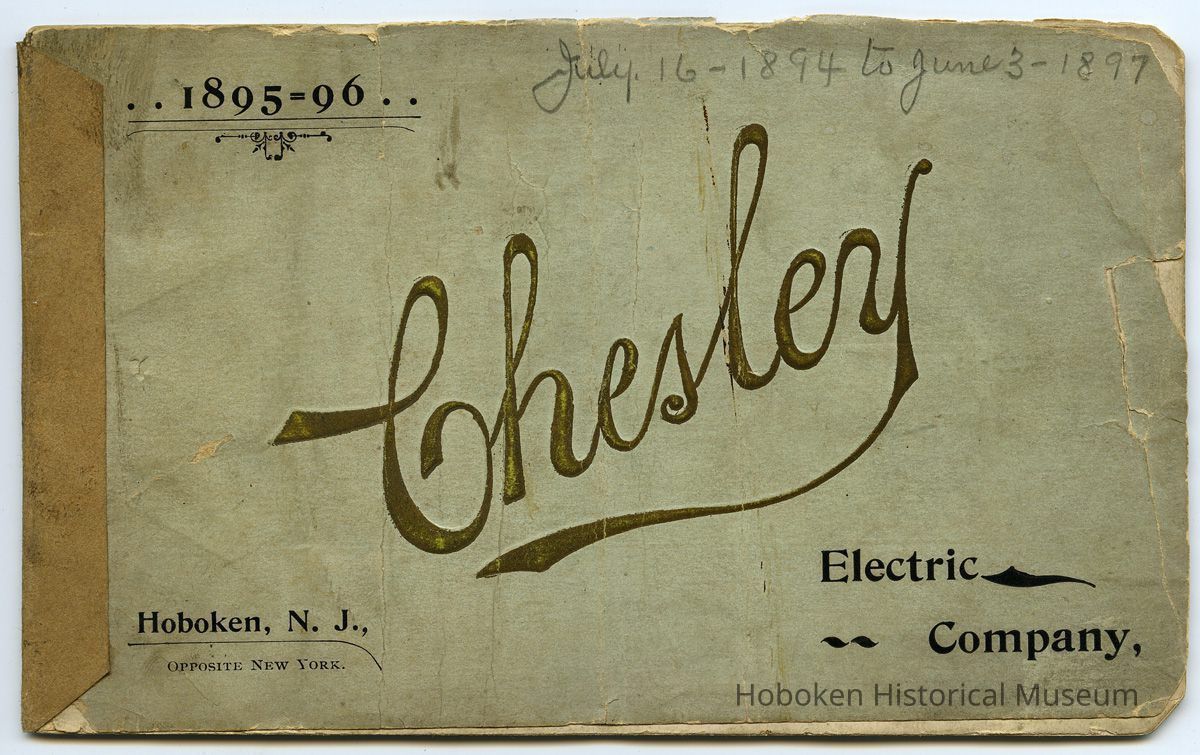 July. 16 - 1894 to June 3 - 1897
. . 1895=96 . .
Chesley
Electric
Company,
Hoboken, N. J.,
OPPOSITE NEW YORK.
Hoboken Historical Museum